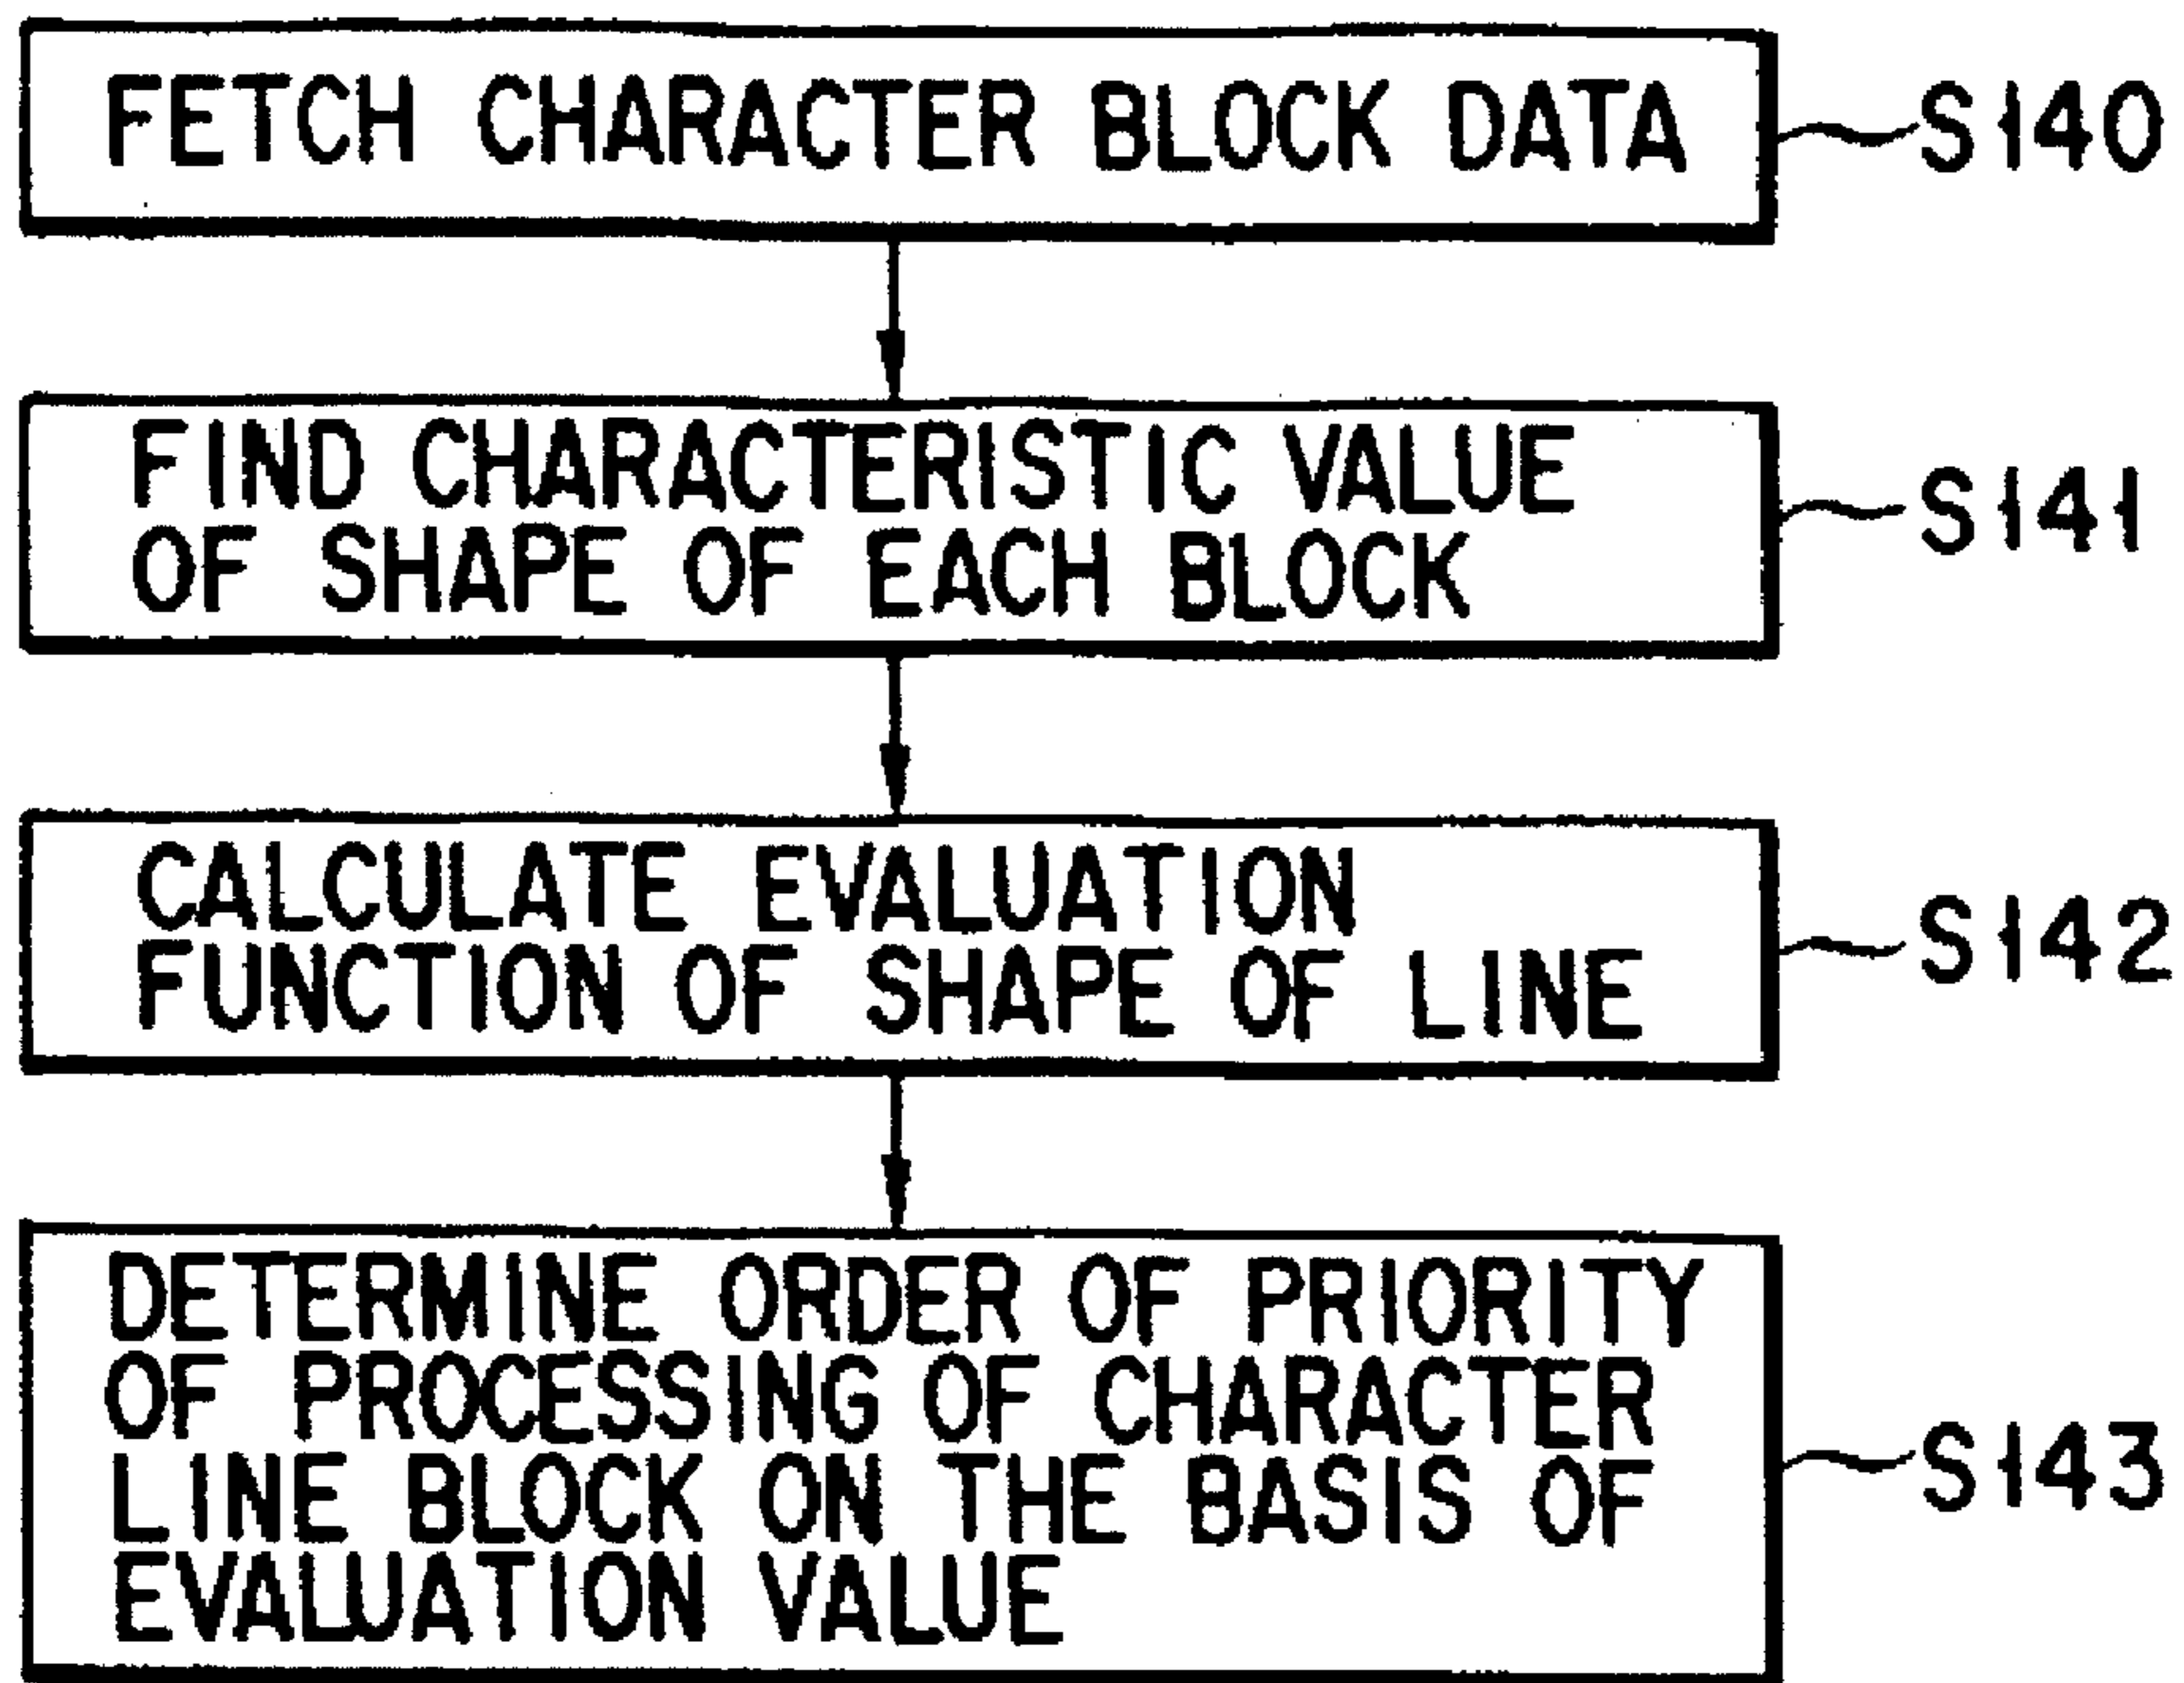 FETCH CHARACTER BLOCK DATA
S140
FIND CHARACTERISTIC VALUE
OF SHAPE OF EACH BLOCK
S141
CALCULATE EVALUATION
FUNCTION OF SHAPE OF LINE
S142
DETERMINE ORDER OF PRIORITY
OF PROCESSING OF CHARACTER
LINE BLOCK ON THE BASIS OF
EVALUATION VALUE
S143